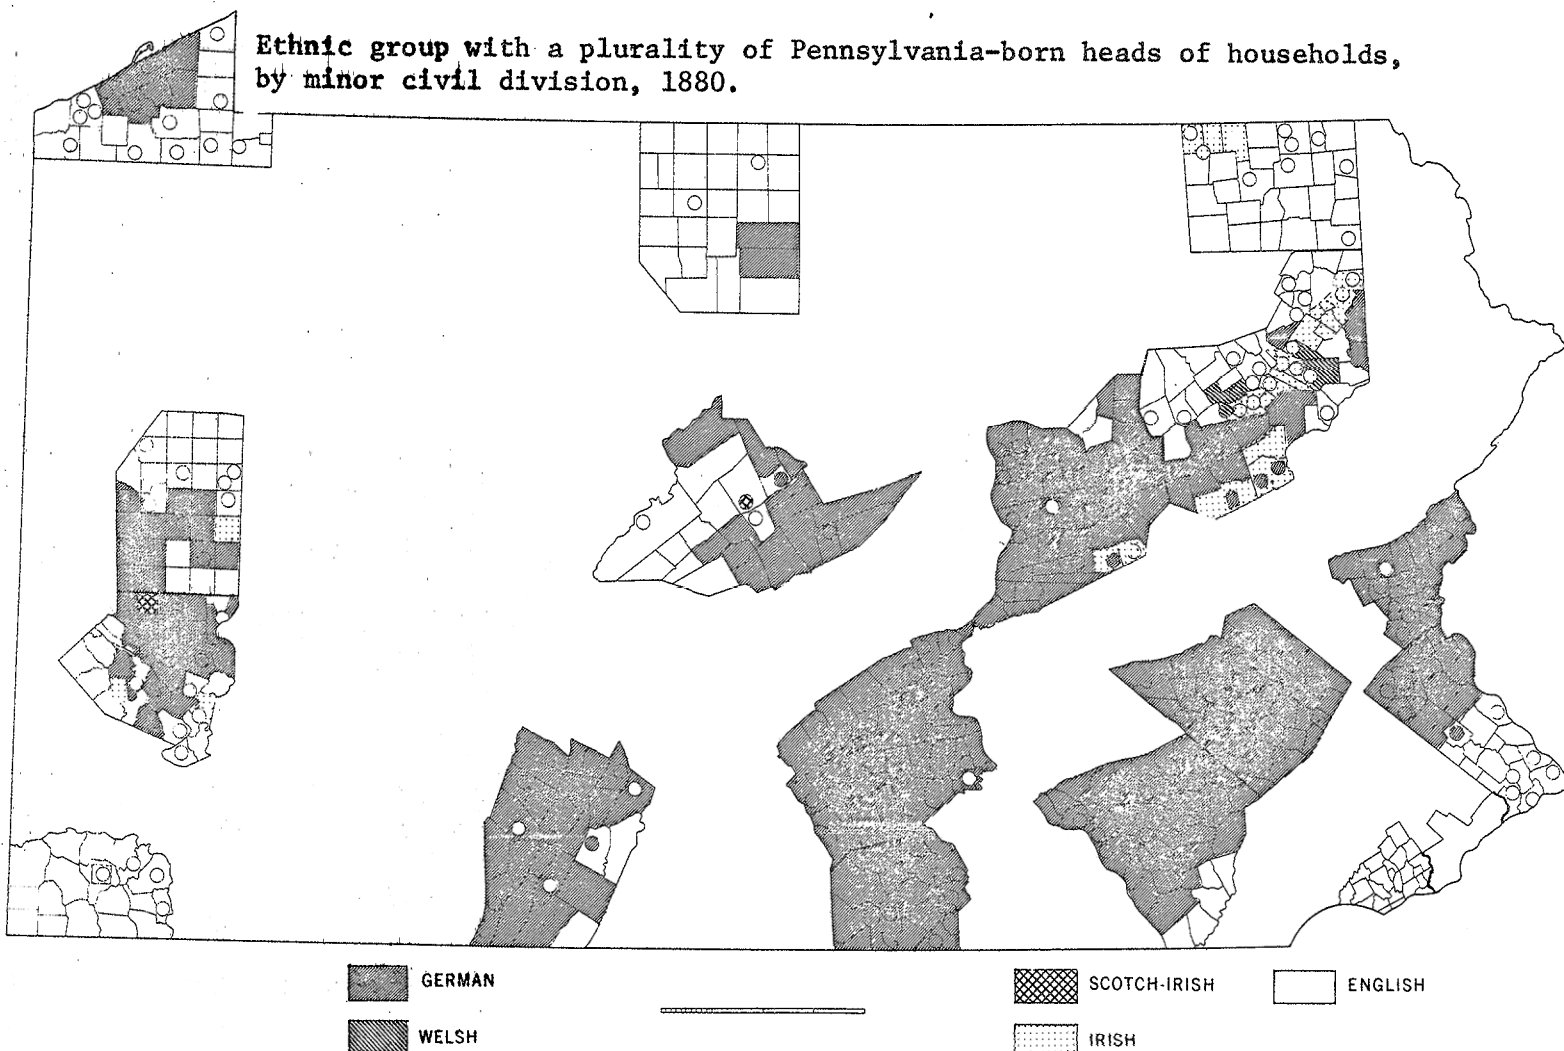 Ethnic group with a plurality of Pennsylvania-born heads of households,
by minor civil division, 1880.
GERMAN
WELSH
SCOTCH-IRISH
ENGLISH
IRISH